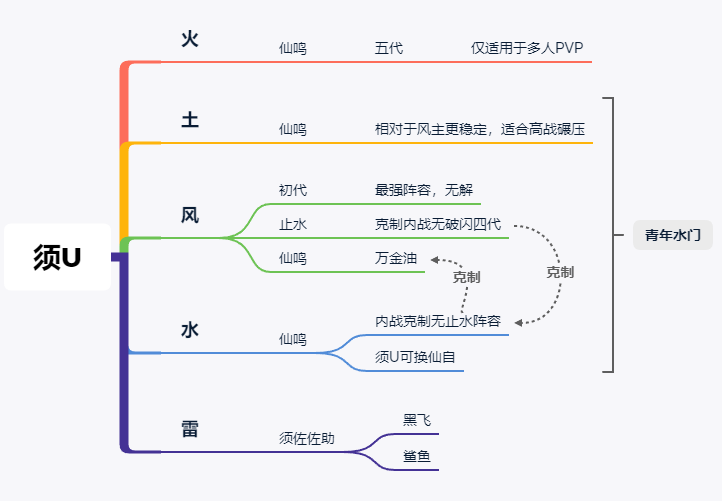 火
仙鸣
五代
仅适用于多人PVP
土
仙鸣
相对于风主更稳定，适合高战碾压
须U
风
初代
最强阵容，无解
止水
克制内战无破闪四代
仙鸣
万金油
克制
克制
青年水门
水
仙鸣
内战克制无止水阵容
须U可换仙自
雷
须佐佐助
黑飞
鲨鱼